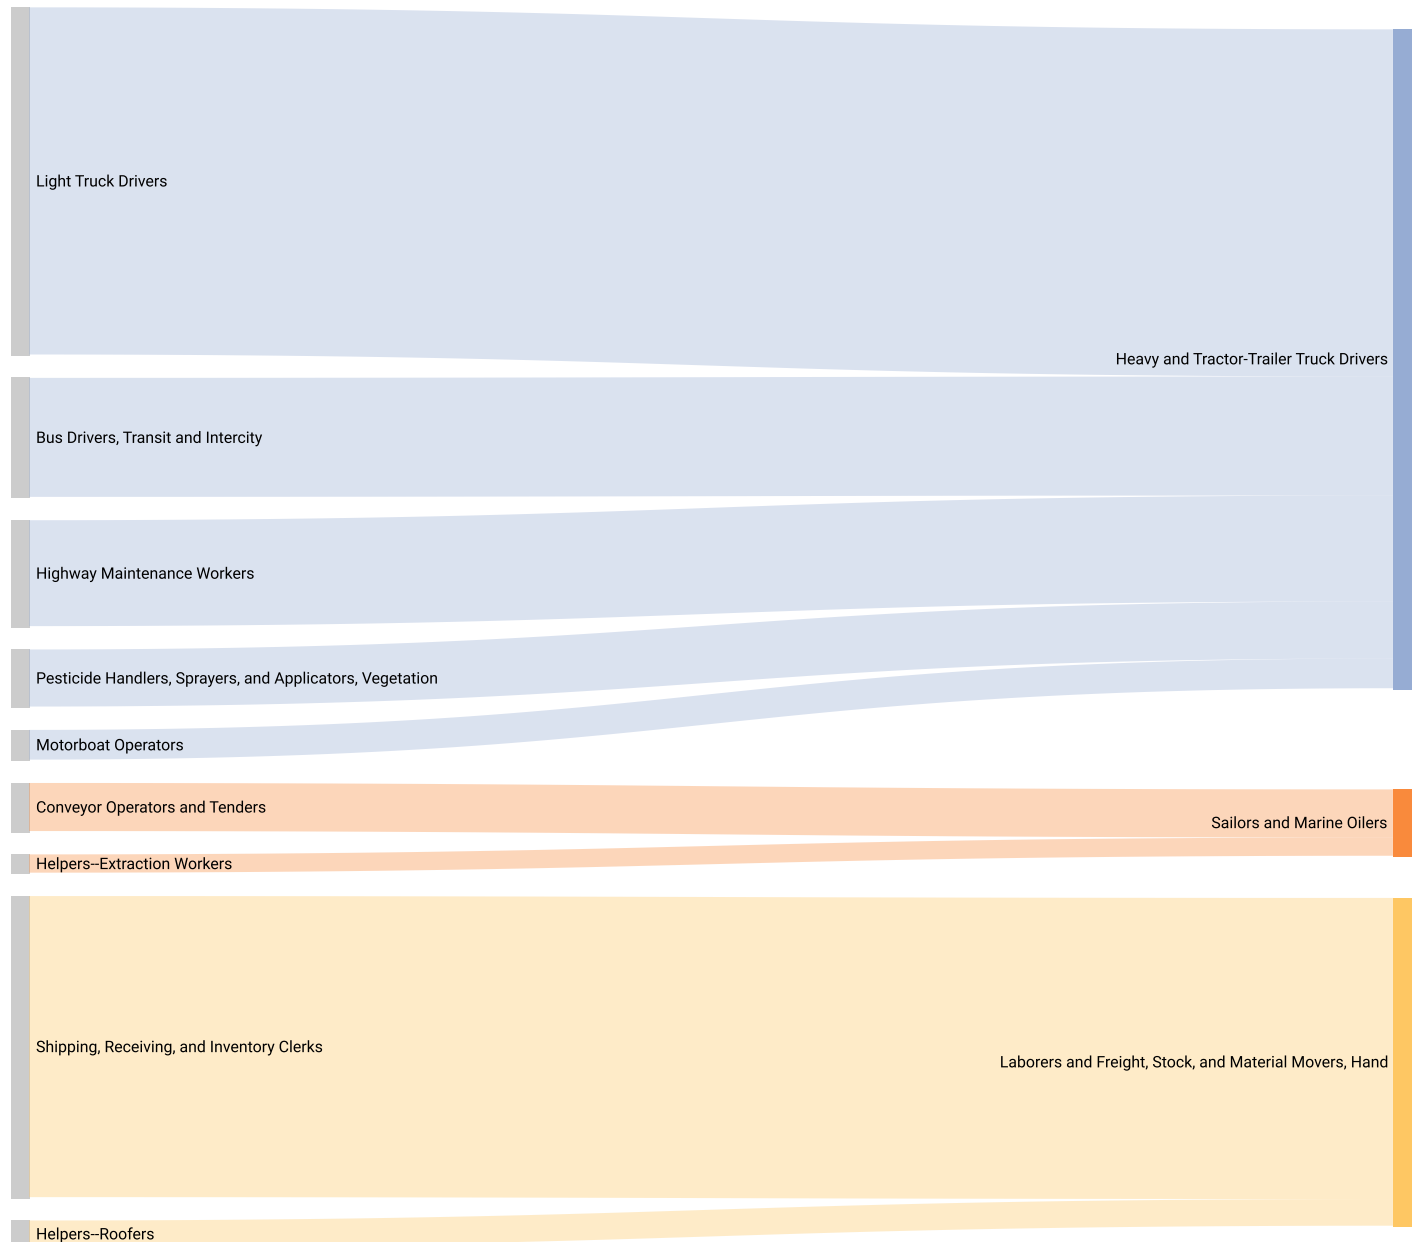 Light Truck Drivers
Heavy and Tractor-Trailer Truck Drivers
Bus Drivers, Transit and Intercity
Highway Maintenance Workers
Pesticide Handlers, Sprayers, and Applicators, Vegetation
Motorboat Operators
Conveyor Operators and Tenders
Sailors and Marine Oilers
Helpers--Extraction Workers
Shipping, Receiving, and Inventory Clerks
Laborers and Freight, Stock, and Material Movers, Hand
Helpers--Roofers